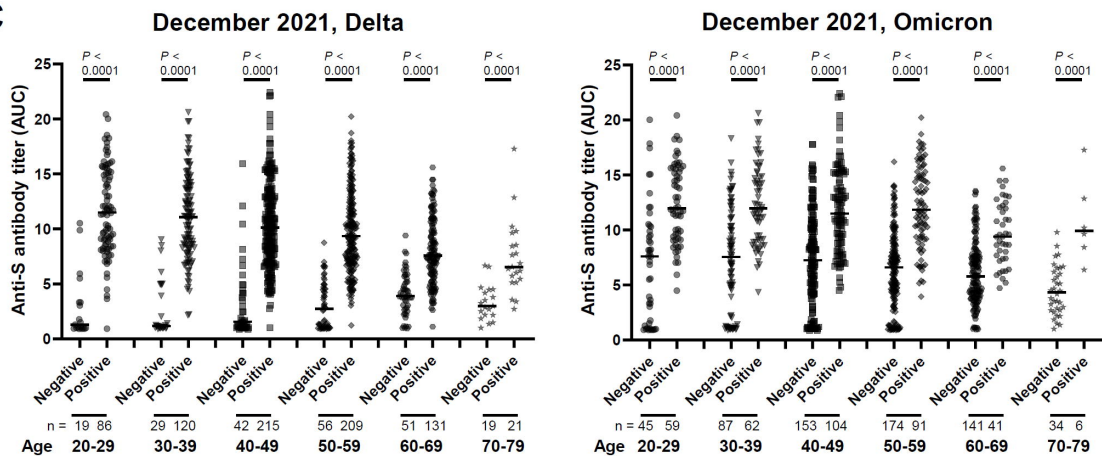 C
December 2021, Delta
Anti-S antibody titer (AUC)
25
20
15
10
5
0
P < 0.0001
P < 0.0001
P < 0.0001
P < 0.0001
P < 0.0001
P < 0.0001
Negative Positive Negative Positive Negative Positive Negative Positive Negative Positive Negative Positive
n = 19 86 29 120 42 215 56 209 51 131 19 21
Age 20-29 30-39 40-49 50-59 60-69 70-79
December 2021, Omicron
Anti-S antibody titer (AUC)
25
20
15
10
5
0
P < 0.0001
P < 0.0001
P < 0.0001
P < 0.0001
P < 0.0001
P < 0.0001
Negative Positive Negative Positive Negative Positive Negative Positive Negative Positive Negative Positive
n = 45 59 87 62 153 104 174 91 141 41 34 6
Age 20-29 30-39 40-49 50-59 60-69 70-79